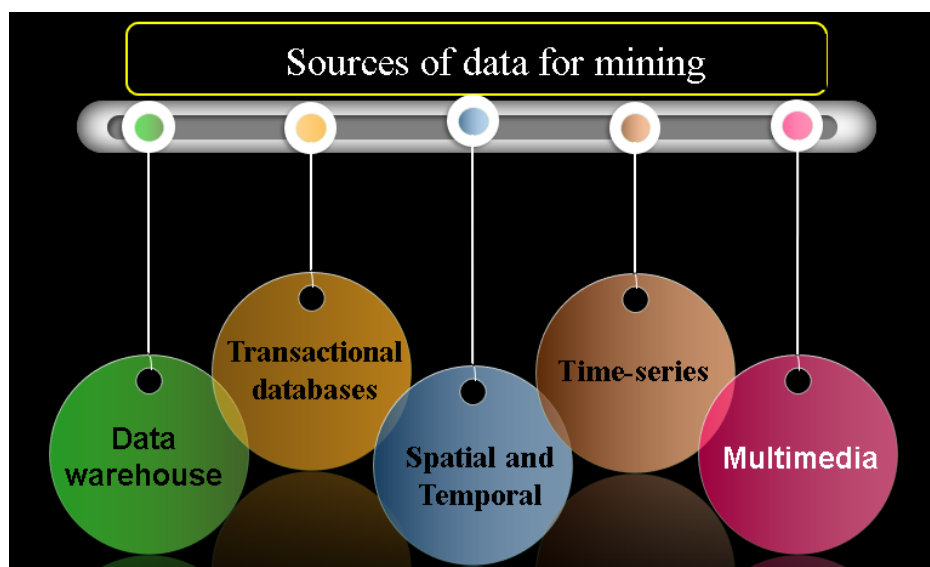 Sources of data for mining
Data
warehouse
Transactional
databases
Spatial and
Temporal
Time-series
Multimedia